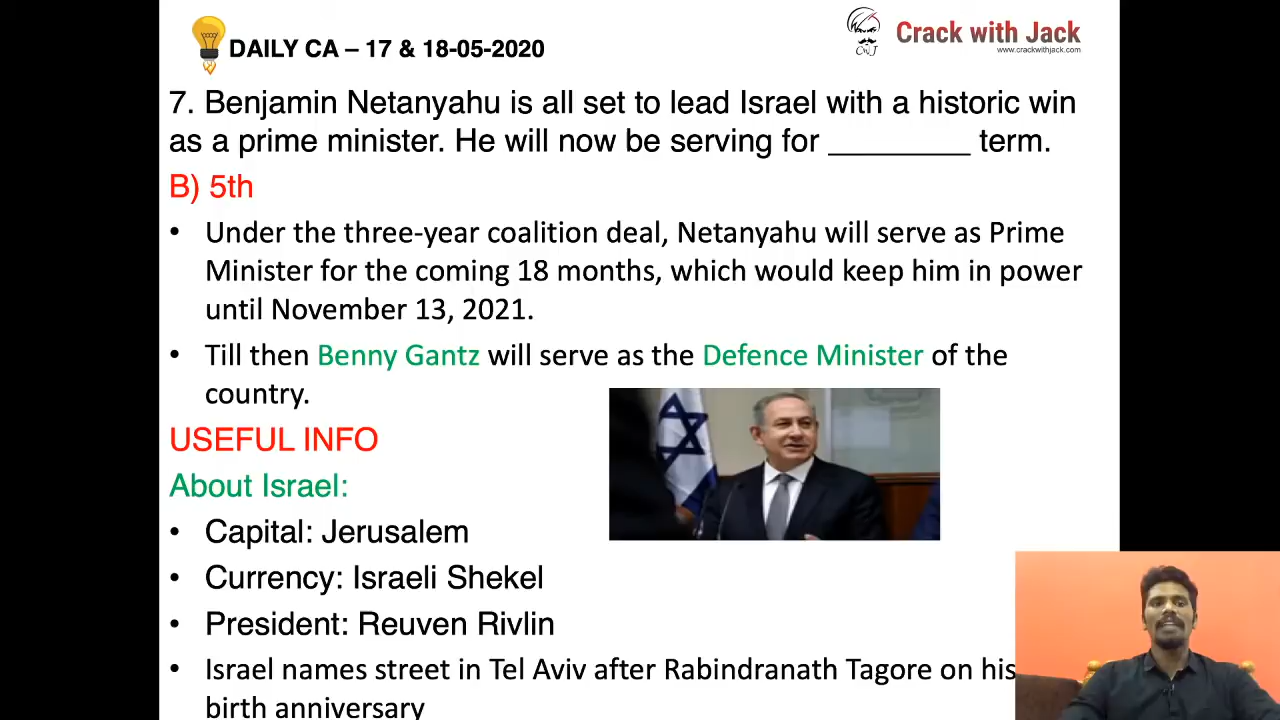 DAILY CA – 17 & 18-05-2020
Crack with Jack
www.crackwithjack.com
CWJ
7. Benjamin Netanyahu is all set to lead Israel with a historic win
as a prime minister. He will now be serving for _________ term.
B) 5th
• Under the three-year coalition deal, Netanyahu will serve as Prime
Minister for the coming 18 months, which would keep him in power
until November 13, 2021.
• Till then Benny Gantz will serve as the Defence Minister of the
country.
USEFUL INFO
About Israel:
• Capital: Jerusalem
• Currency: Israeli Shekel
• President: Reuven Rivlin
• Israel names street in Tel Aviv after Rabindranath Tagore on his
birth anniversary